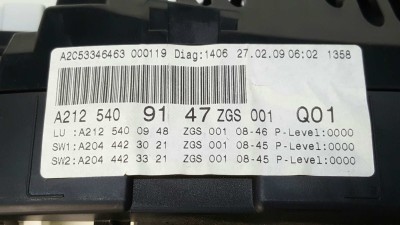 A2C53346463 000119 Diag:1406 27.02.09 06:02 1358
A212 540 91 47 ZGS 001 Q01
LU : A212 540 09 48 ZGS 001 08-46 P-Level:0000
SW1: A204 442 30 21 ZGS 001 08-45 P-Level:0000
SW2: A204 442 33 21 ZGS 001 08-45 P-Level:0000